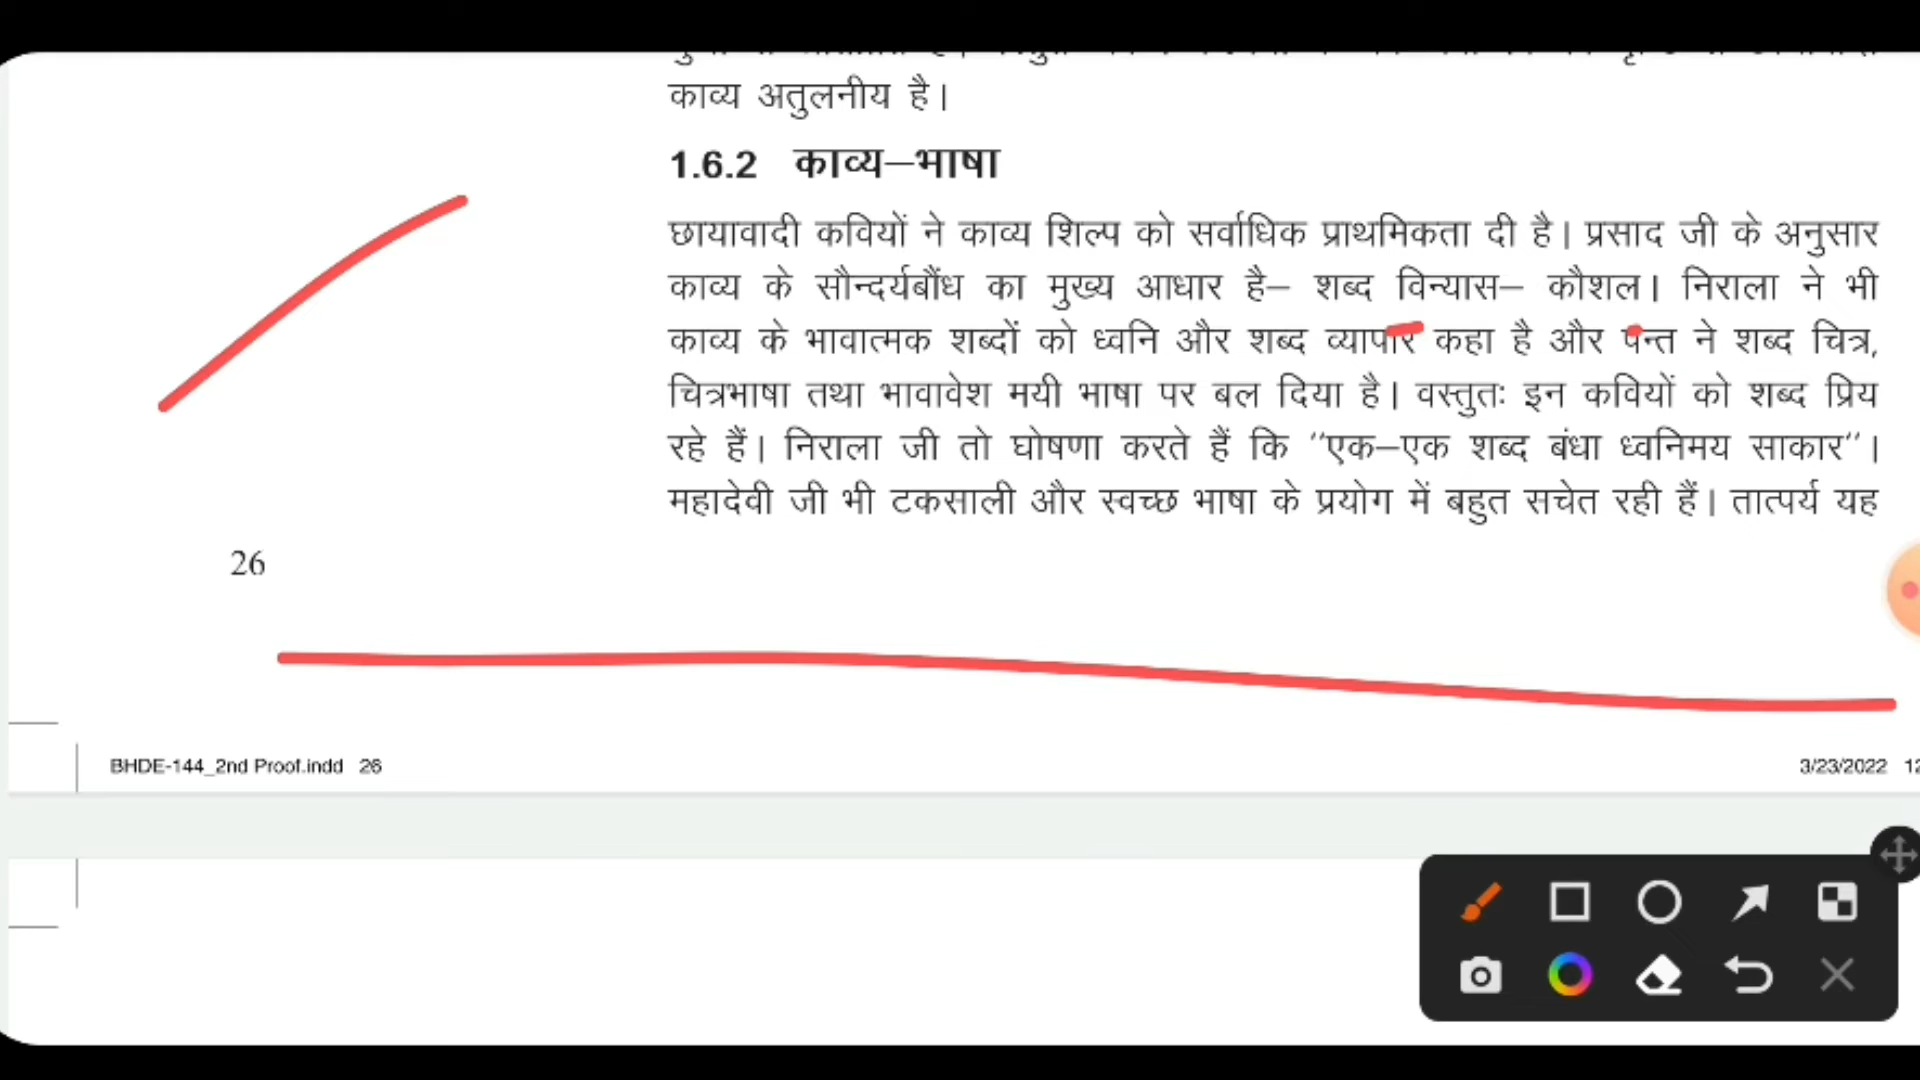 काव्य अतुलनीय है।
1.6.2 काव्य–भाषा
छायावादी कवियों ने काव्य शिल्प को सर्वाधिक प्राथमिकता दी है। प्रसाद जी के अनुसार
काव्य के सौन्दर्यबौंध का मुख्य आधार है– शब्द विन्यास– कौशल। निराला ने भी
काव्य के भावात्मक शब्दों को ध्वनि और शब्द व्यापार कहा है और पन्त ने शब्द चित्र,
चित्रभाषा तथा भावावेश मयी भाषा पर बल दिया है। वस्तुतः इन कवियों को शब्द प्रिय
रहे हैं। निराला जी तो घोषणा करते हैं कि ''एक–एक शब्द बंधा ध्वनिमय साकार''।
महादेवी जी भी टकसाली और स्वच्छ भाषा के प्रयोग में बहुत सचेत रही हैं। तात्पर्य यह
26
BHDE-144_2nd Proof.indd 26 3/23/2022 12